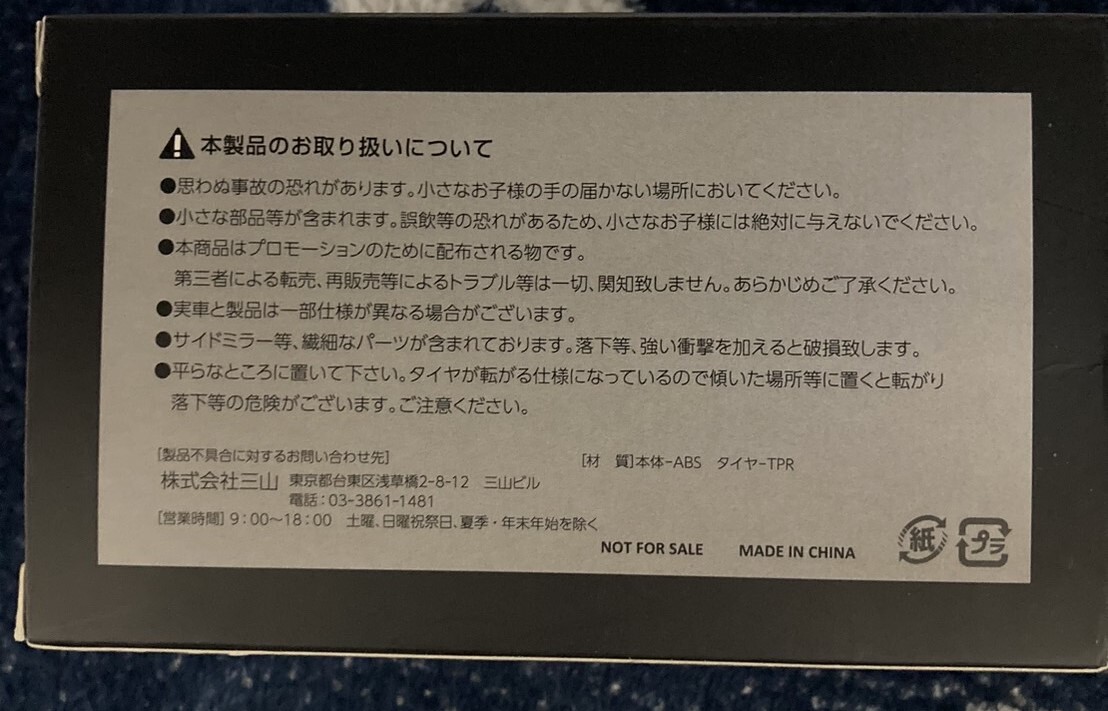 本製品のお取り扱いについて
●思わぬ事故の恐れがあります。小さなお子様の手の届かない場所においてください。
●小さな部品等が含まれます。誤飲等の恐れがあるため、小さなお子様には絶対に与えないでください。
●本商品はプロモーションのために配布される物です。
第三者による転売、再販売等によるトラブル等は一切、関知致しません。あらかじめご了承ください。
●実車と製品は一部仕様が異なる場合がございます。
●サイドミラー等、繊細なパーツが含まれております。落下等、強い衝撃を加えると破損致します。
●平らなところに置いて下さい。タイヤが転がる仕様になっているので傾いた場所等に置くと転がり
落下等の危険がございます。ご注意ください。
[製品不具合に対するお問い合わせ先]
株式会社三山 東京都台東区浅草橋2-8-12 三山ビル
電話：03-3861-1481
[営業時間] 9：00〜18：00 土曜、日曜祝祭日、夏季・年末年始を除く
[材 質]本体-ABS タイヤ-TPR
NOT FOR SALE MADE IN CHINA
紙 プラ